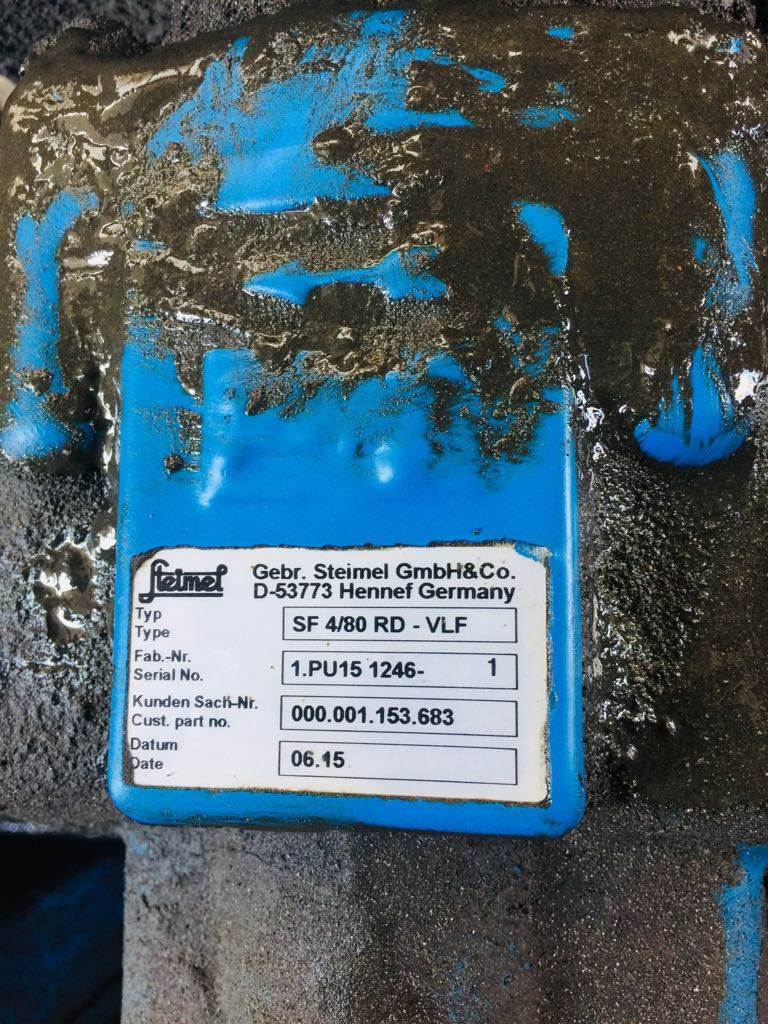 Steimel
Gebr. Steimel GmbH&Co.
D-53773 Hennef Germany
Typ
Type
SF 4/80 RD - VLF
Fab.-Nr.
Serial No.
1.PU15 1246- 1
Kunden Sach-Nr.
Cust. part no.
000.001.153.683
Datum
Date
06.15